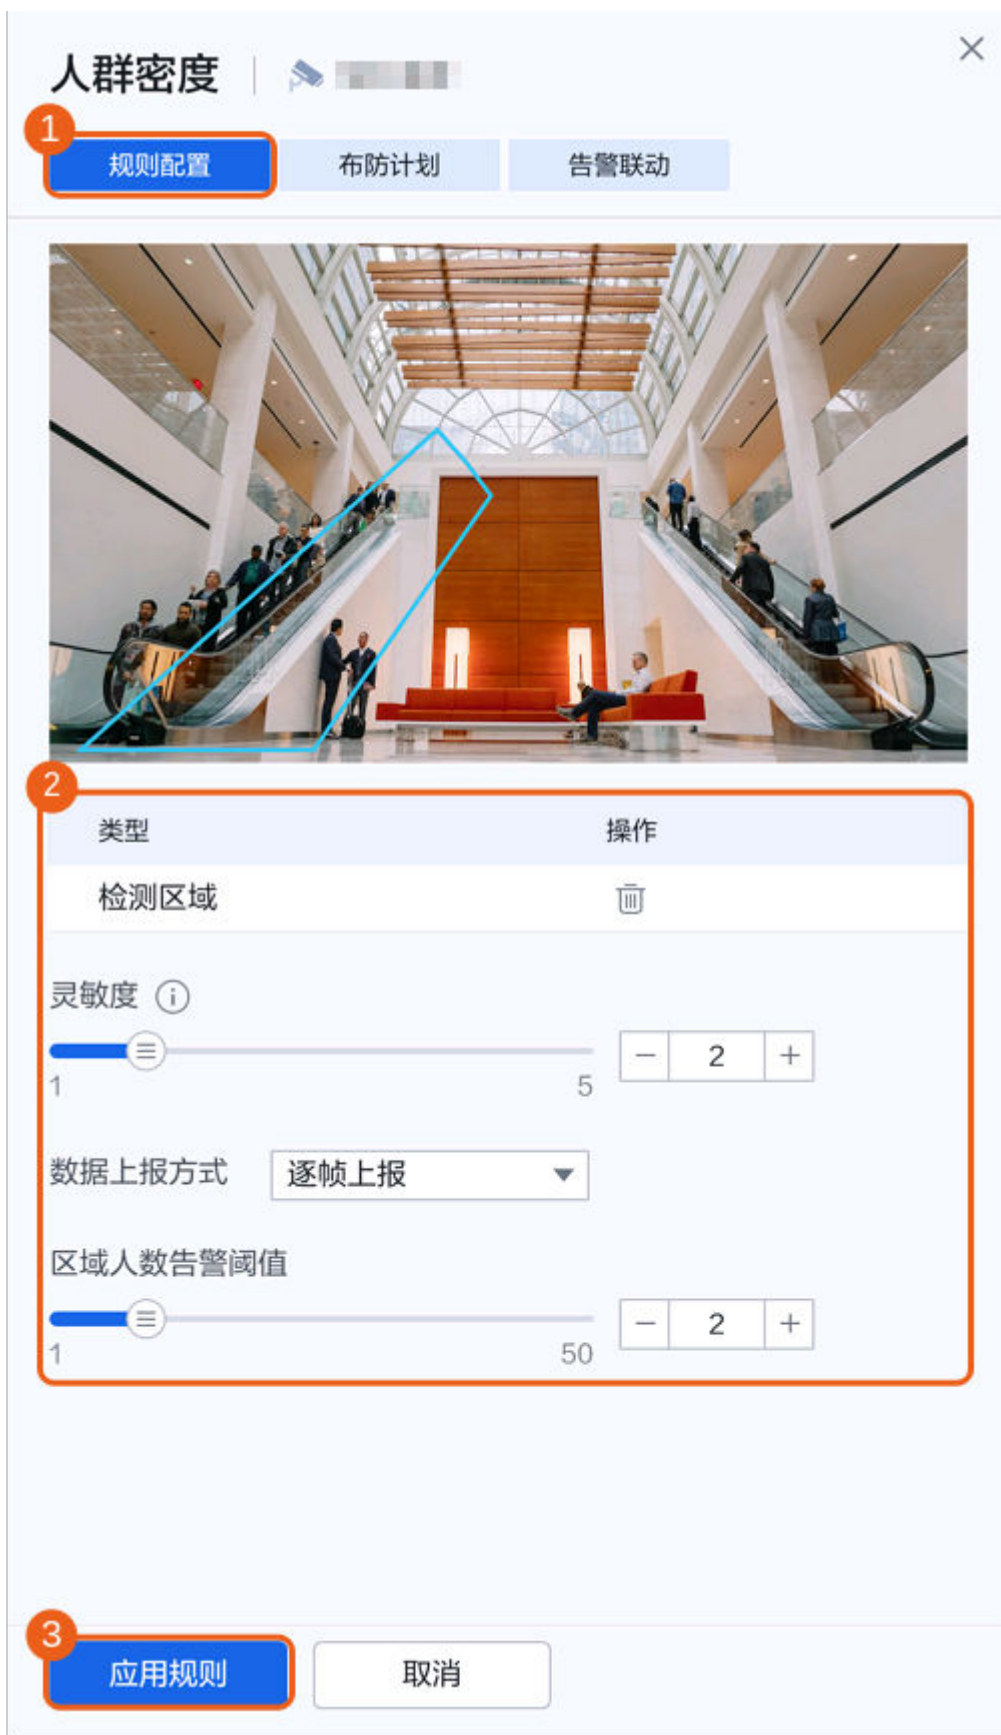 人群密度
1
规则配置 布防计划 告警联动
2
类型 操作
检测区域
灵敏度
1 5 2
数据上报方式 逐帧上报
区域人数告警阈值
1 50 2
3
应用规则 取消